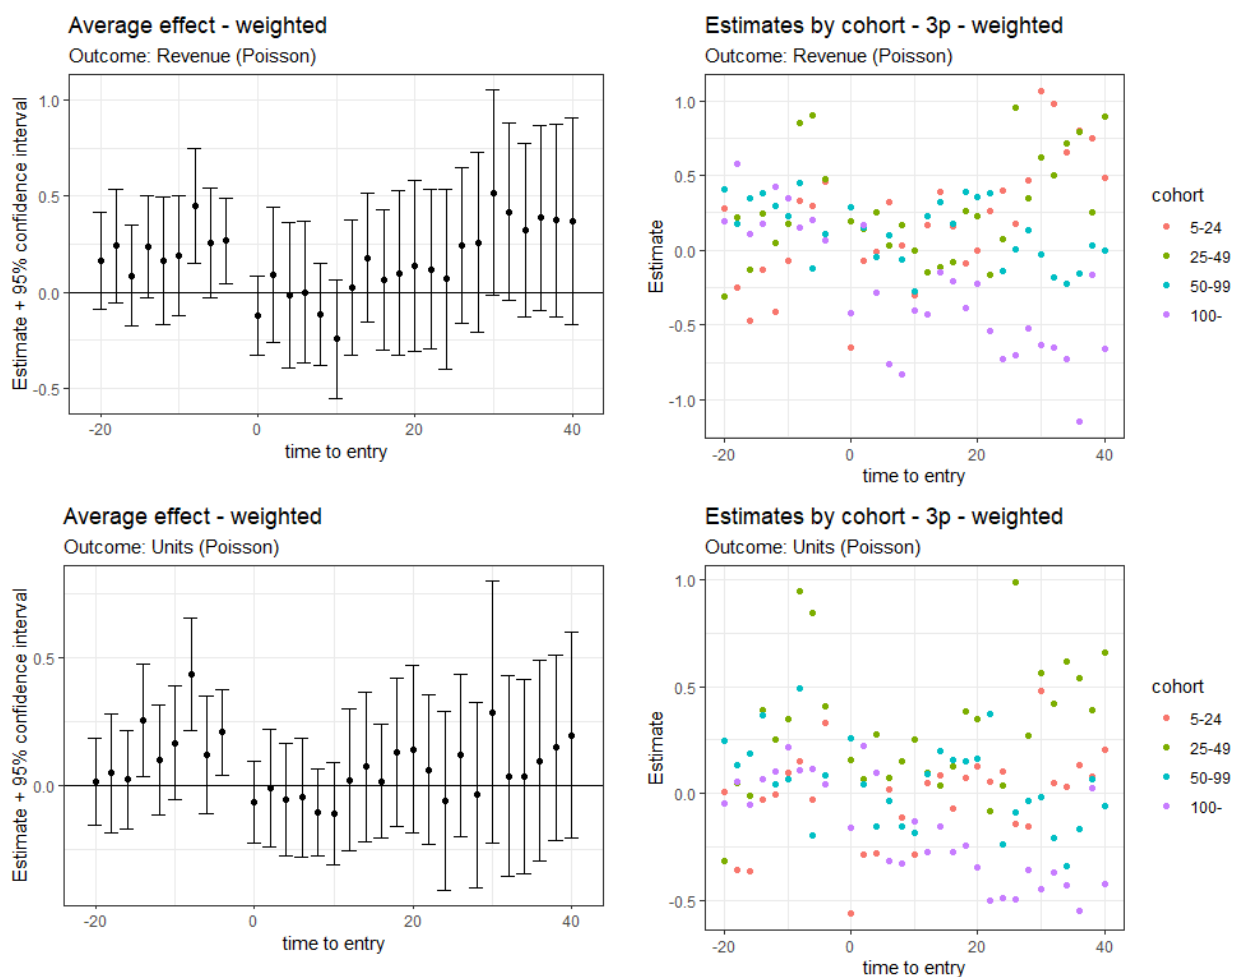 Average effect - weighted
Outcome: Revenue (Poisson)
Estimate + 95% confidence interval
1.0
0.5
0.0
-0.5
-20
0
20
40
time to entry
Estimates by cohort - 3p - weighted
Outcome: Revenue (Poisson)
Estimate
1.0
0.5
0.0
-0.5
-1.0
-20
0
20
40
time to entry
cohort
5-24
25-49
50-99
100-
Average effect - weighted
Outcome: Units (Poisson)
Estimate + 95% confidence interval
0.5
0.0
-20
0
20
40
time to entry
Estimates by cohort - 3p - weighted
Outcome: Units (Poisson)
Estimate
1.0
0.5
0.0
-0.5
-20
0
20
40
time to entry
cohort
5-24
25-49
50-99
100-